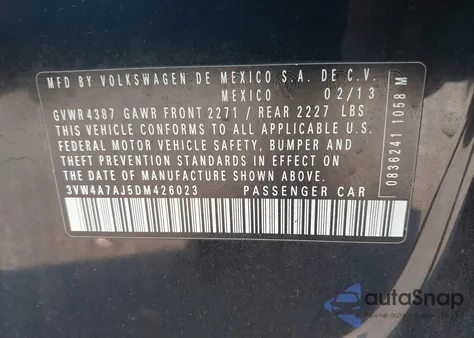 MFD BY VOLKSWAGEN DE MEXICO S.A. DE C.V.
MEXICO 02/13
GVWR 4387 GAWR FRONT 2271 / REAR 2227 LBS
THIS VEHICLE CONFORMS TO ALL APPLICABLE U.S.
FEDERAL MOTOR VEHICLE SAFETY, BUMPER AND
THEFT PREVENTION STANDARDS IN EFFECT ON
THE DATE OF MANUFACTURE SHOWN ABOVE.
3VW4A7AJ5DM426023 PASSENGER CAR
0836241 1058 M
autoSnap